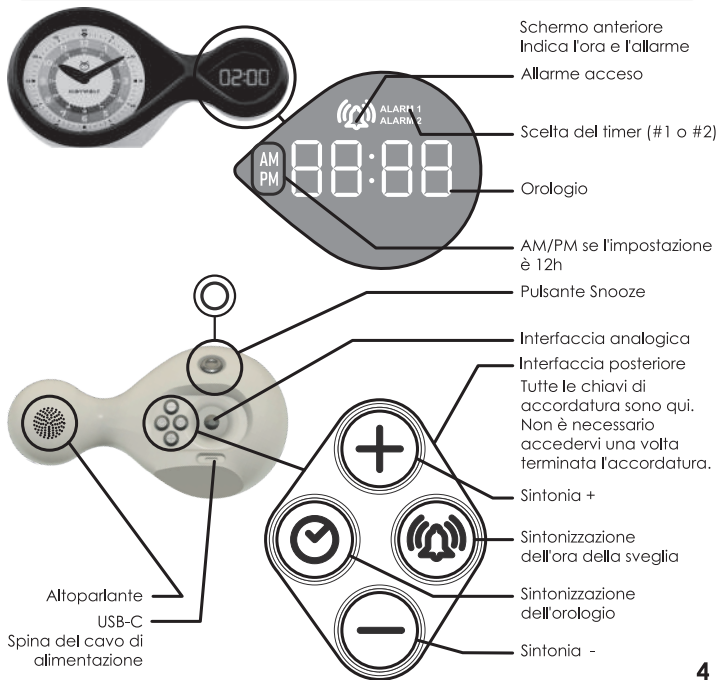 Schermo anteriore
Indica l'ora e l'allarme
Allarme acceso
02:00
ALARM 1
ALARM 2
Scelta del timer (#1 o #2)
AM
PM
88:88
Orologio
AM/PM se l'impostazione
è 12h
Pulsante Snooze
Interfaccia analogica
Interfaccia posteriore
Tutte le chiavi di
accordatura sono qui.
Non è necessario
accedervi una volta
terminata l'accordatura.
Sintonia +
Sintonizzazione
dell'ora della sveglia
Sintonizzazione
dell'orologio
Sintonia -
Altoparlante
USB-C
Spina del cavo di
alimentazione
4